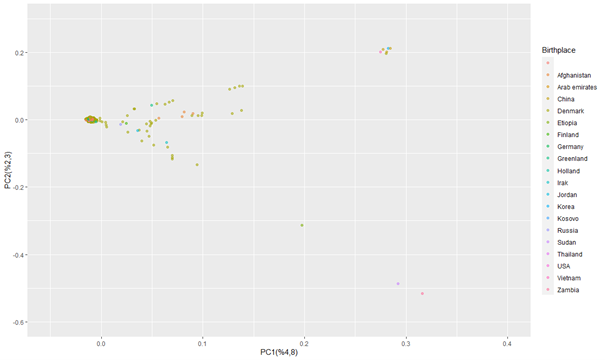 Birthplace
Afghanistan
Arab emirates
China
Denmark
Etiopia
Finland
Germany
Greenland
Holland
Irak
Jordan
Korea
Kosovo
Russia
Sudan
Thailand
USA
Vietnam
Zambia
PC2(%2,3)
0.2
0.0
-0.2
-0.4
-0.6
0.0
0.1
0.2
0.3
0.4
PC1(%4,8)